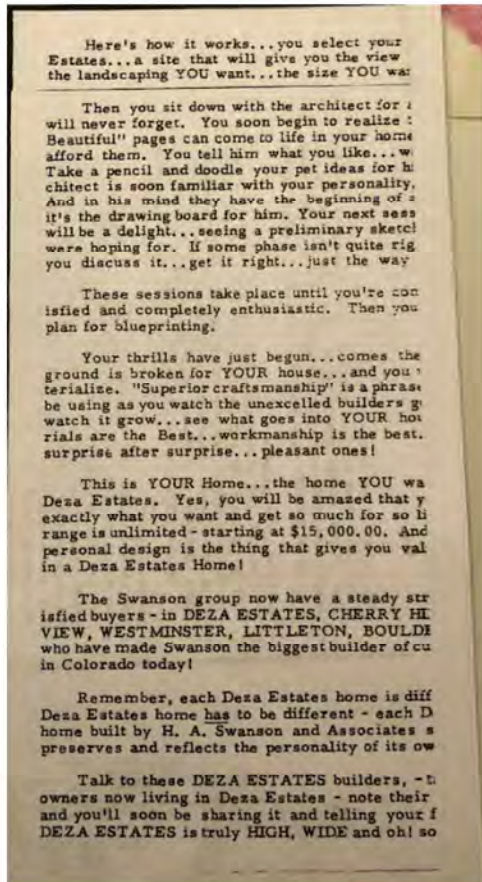 Here's how it works...you select your
Estates...a site that will give you the view
the landscaping YOU want...the size YOU
Then you sit down with the architect for
will never forget. You soon begin to realize
Beautiful" pages can come to life in your home
afford them. You tell him what you like...
Take a pencil and doodle your pet ideas for
chitect is soon familiar with your personality.
And in his mind they have the beginning of
it's the drawing board for him. Your next
will be a delight...seeing a preliminary
were hoping for. If some phase isn't quite
you discuss it...get it right...just the way
These sessions take place until you're
isfied and completely enthusiastic. Then you
plan for blueprinting.
Your thrills have just begun...comes the
ground is broken for YOUR house...and you
terialize. "Superior craftsmanship" is a phrase
be using as you watch the unexcelled builders
watch it grow...see what goes into YOUR
rials are the Best...workmanship is the best.
surprise after surprise...pleasant ones!
This is YOUR Home...the home YOU wa
Deza Estates. Yes, you will be amazed that y
exactly what you want and get so much for so li
range is unlimited - starting at $15,000.00. And
personal design is the thing that gives you val
in a Deza Estates Home!
The Swanson group now have a steady str
isfied buyers - in DEZA ESTATES, CHERRY
VIEW, WESTMINSTER, LITTLETON,
who have made Swanson the biggest builder of cu
in Colorado today!
Remember, each Deza Estates home is diff
Deza Estates home has to be different - each D
home built by H. A. Swanson and Associates s
preserves and reflects the personality of its ow
Talk to these DEZA ESTATES builders, -
owners now living in Deza Estates - note their
and you'll soon be sharing it and telling your f
DEZA ESTATES is truly HIGH, WIDE and oh! so